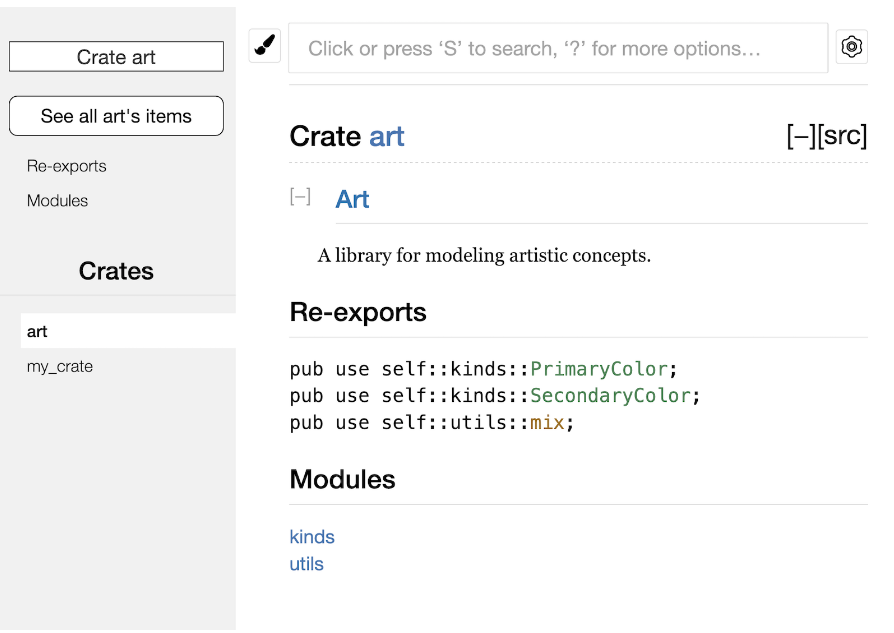 Crate art
See all art's items
Re-exports
Modules
Crates
art
my_crate
Click or press ‘S’ to search, ‘?’ for more options…
Crate art [−][src]
[−] Art
A library for modeling artistic concepts.
Re-exports
pub use self::kinds::PrimaryColor;
pub use self::kinds::SecondaryColor;
pub use self::utils::mix;
Modules
kinds
utils